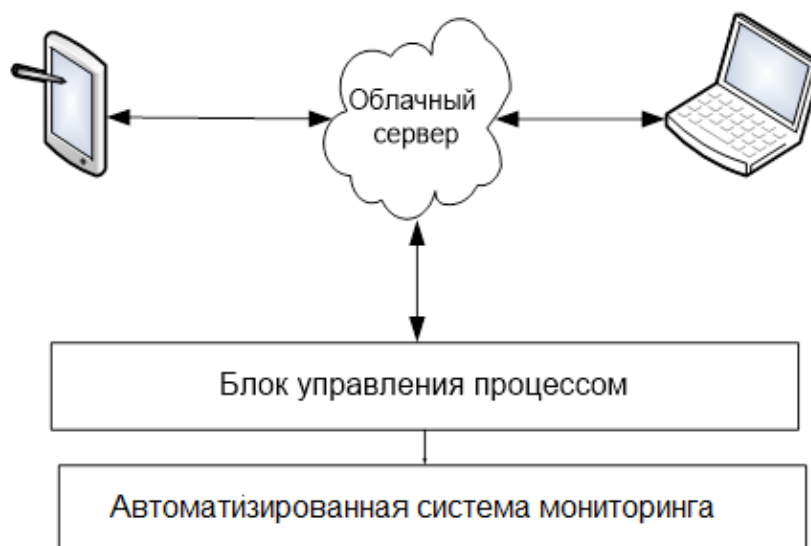 Облачный
сервер
Блок управления процессом
Автоматизированная система мониторинга